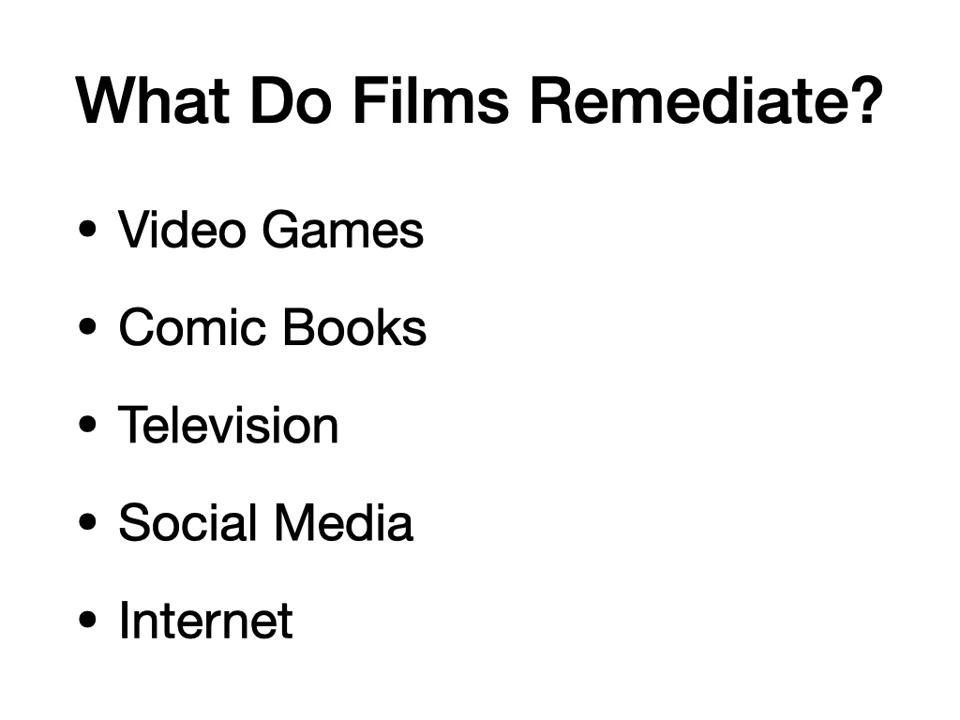 What Do Films Remediate?
• Video Games
• Comic Books
• Television
• Social Media
• Internet